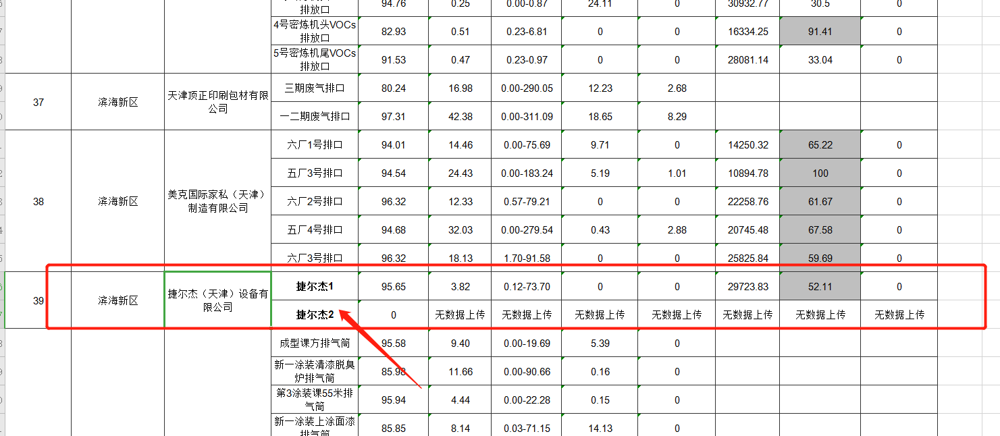 94.76 0.25 0.00-0.87 24.11 0 30932.77 30.5 0
排放口
4号密炼机头VOCs
排放口
82.93 0.51 0.23-6.81 0 0 16334.25 91.41 0
5号密炼机尾VOCs
排放口
91.53 0.47 0.23-0.97 0 0 28081.14 33.04 0
37 滨海新区
天津顶正印刷包材有限
公司
三期废气排口 80.24 16.98 0.00-290.05 12.23 2.68
一二期废气排口 97.31 42.38 0.00-311.09 18.65 8.29
38 滨海新区
美克国际家私（天津）
制造有限公司
六厂1号排口 94.01 14.46 0.00-75.69 9.71 0 14250.32 65.22 0
五厂3号排口 94.54 24.43 0.00-183.24 5.19 1.01 10894.78 100 0
六厂2号排口 96.32 12.33 0.57-79.21 0 0 22258.76 61.67 0
五厂4号排口 94.68 32.03 0.00-279.54 0.43 2.88 20745.48 67.58 0
六厂3号排口 96.32 18.13 1.70-91.58 0 0 25825.84 59.69 0
39 滨海新区
捷尔杰（天津）设备有
限公司
捷尔杰1 95.65 3.82 0.12-73.70 0 0 29723.83 52.11 0
捷尔杰2 0 无数据上传 无数据上传 无数据上传 无数据上传 无数据上传 无数据上传 无数据上传
成型课方排气筒 95.58 9.40 0.00-19.69 5.39 0
新一涂装清漆脱臭
炉排气筒
85.98 11.66 0.00-90.66 0.16 0
第3涂装课55米排
气筒
95.94 4.44 0.00-22.28 0.15 0
新一涂装上涂面漆
排气筒
85.85 8.14 0.03-71.15 14.13 0